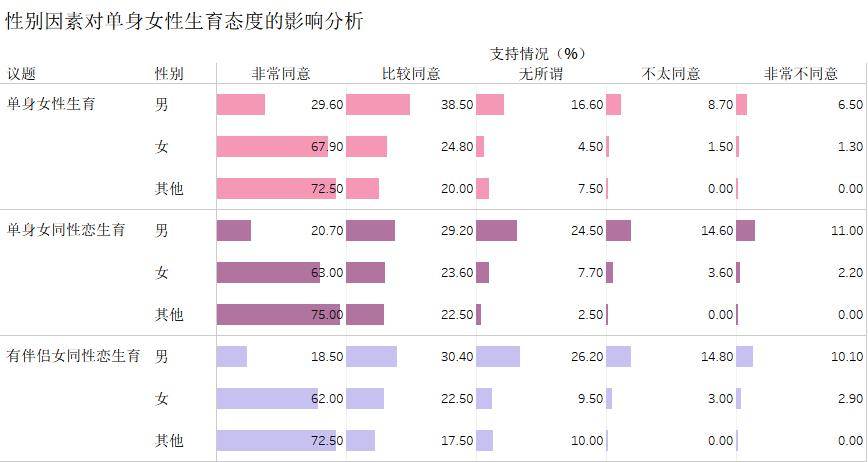 性别因素对单身女性生育态度的影响分析
支持情况（%）
议题 性别 非常同意 比较同意 无所谓 不太同意 非常不同意
单身女性生育 男 29.60 38.50 16.60 8.70 6.50
女 67.90 24.80 4.50 1.50 1.30
其他 72.50 20.00 7.50 0.00 0.00
单身女同性恋生育 男 20.70 29.20 24.50 14.60 11.00
女 63.00 23.60 7.70 3.60 2.20
其他 75.00 22.50 2.50 0.00 0.00
有伴侣女同性恋生育 男 18.50 30.40 26.20 14.80 10.10
女 62.00 22.50 9.50 3.00 2.90
其他 72.50 17.50 10.00 0.00 0.00